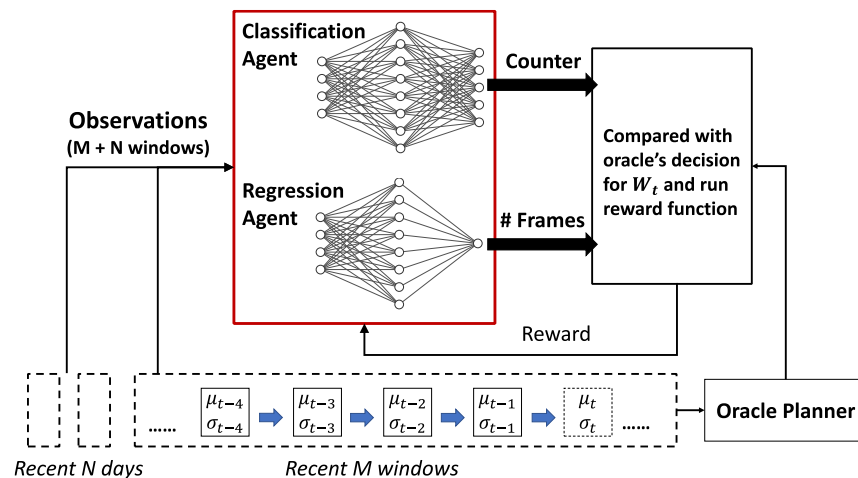 Classification
Agent
Counter
Observations
(M + N windows)
Compared with
oracle's decision
for W_t and run
reward function
Regression
Agent
# Frames
Reward
...... μ_{t−4} μ_{t−3} μ_{t−2} μ_{t−1} μ_t ......
σ_{t−4} σ_{t−3} σ_{t−2} σ_{t−1} σ_t
Oracle Planner
Recent N days
Recent M windows